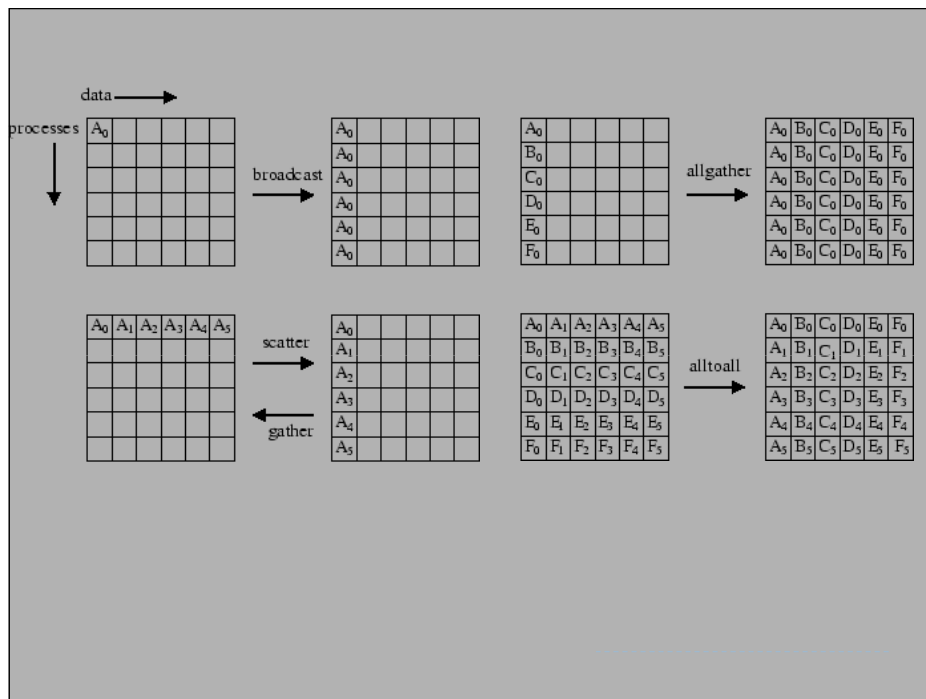 data
processes
A0
broadcast
A0
A0
A0
A0
A0
A0
A0
B0
C0
D0
E0
F0
allgather
A0 B0 C0 D0 E0 F0
A0 B0 C0 D0 E0 F0
A0 B0 C0 D0 E0 F0
A0 B0 C0 D0 E0 F0
A0 B0 C0 D0 E0 F0
A0 B0 C0 D0 E0 F0
A0 A1 A2 A3 A4 A5
scatter
gather
A0
A1
A2
A3
A4
A5
A0 A1 A2 A3 A4 A5
B0 B1 B2 B3 B4 B5
C0 C1 C2 C3 C4 C5
D0 D1 D2 D3 D4 D5
E0 E1 E2 E3 E4 E5
F0 F1 F2 F3 F4 F5
alltoall
A0 B0 C0 D0 E0 F0
A1 B1 C1 D1 E1 F1
A2 B2 C2 D2 E2 F2
A3 B3 C3 D3 E3 F3
A4 B4 C4 D4 E4 F4
A5 B5 C5 D5 E5 F5